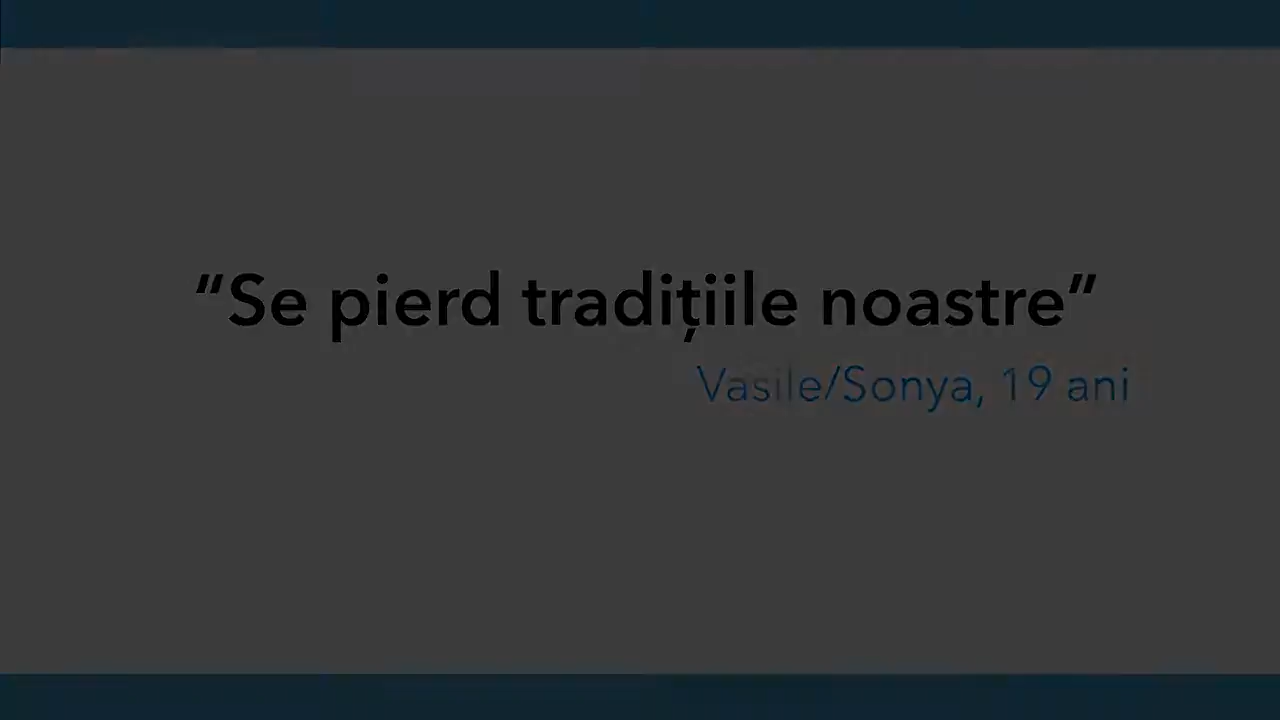 “Se pierd tradițiile noastre”
Vasile/Sonya, 19 ani